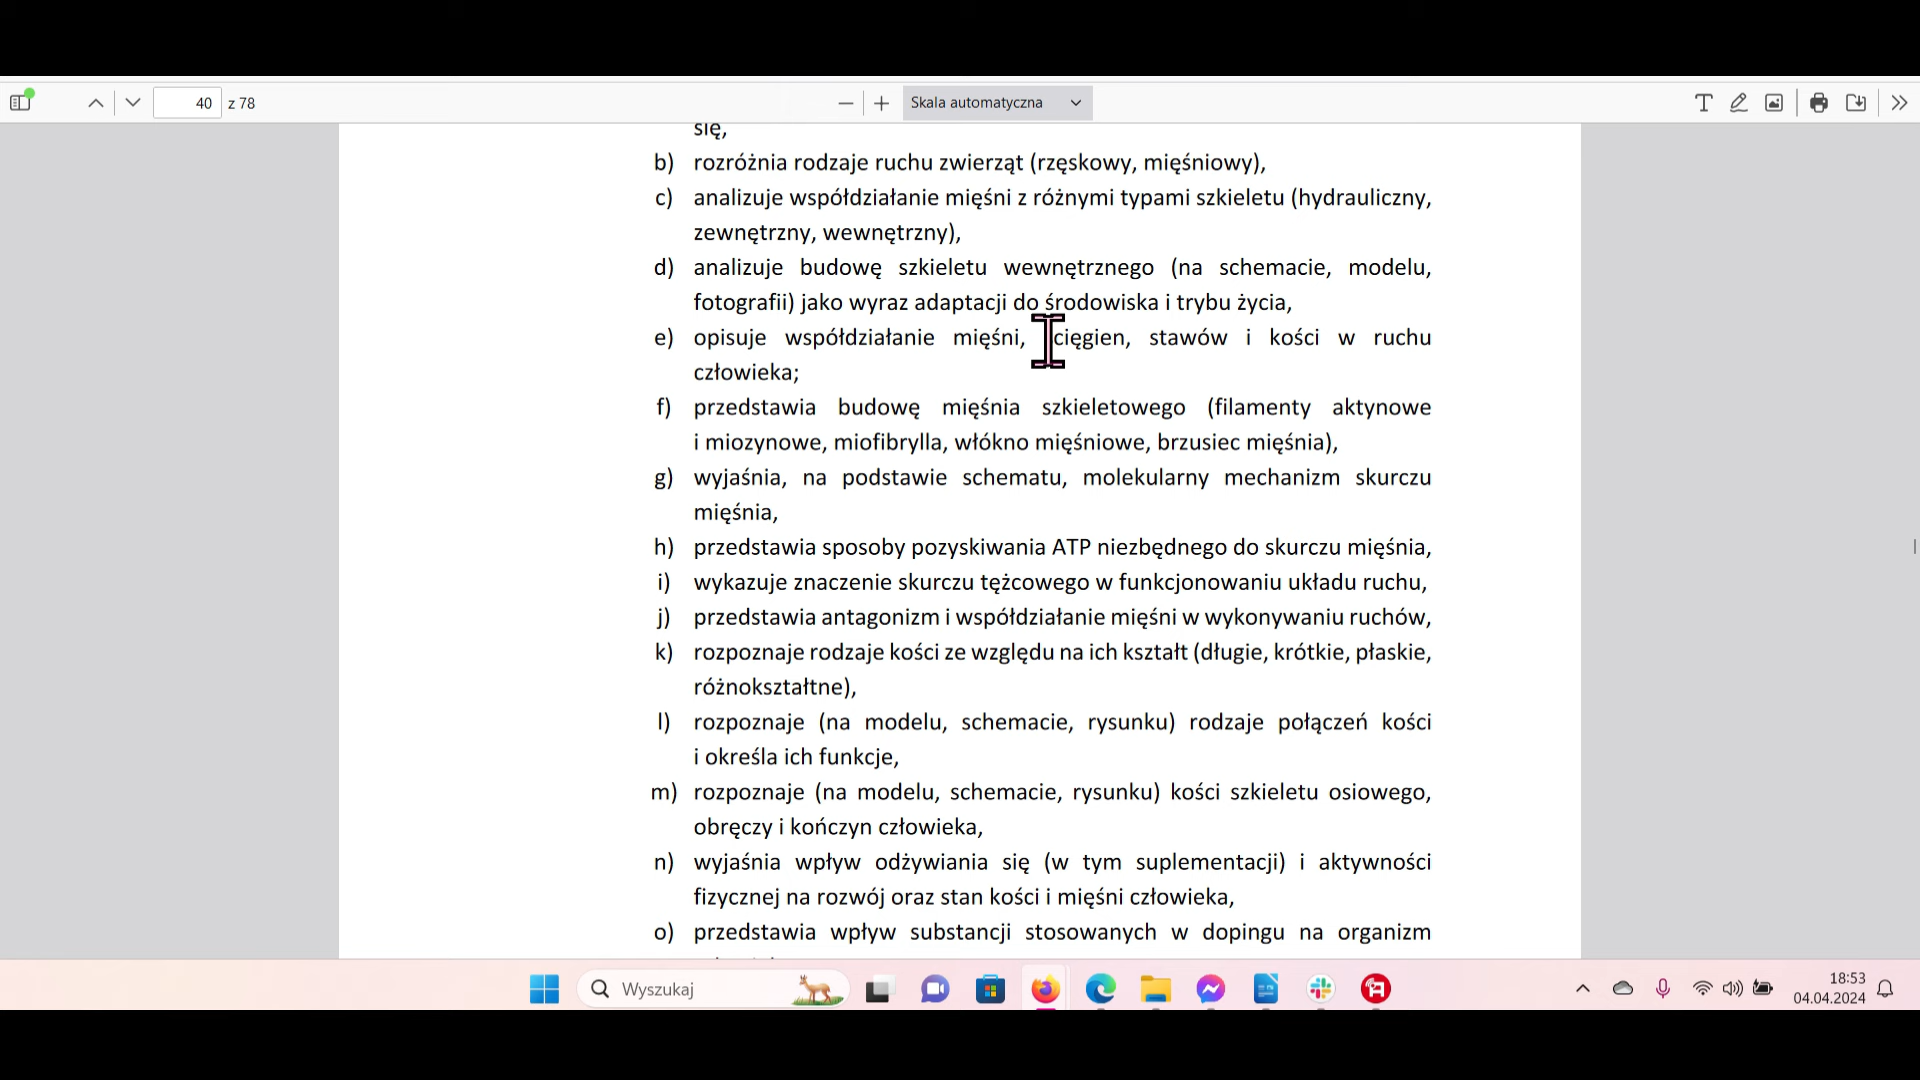 40 z 78
Skala automatyczna
się,
b) rozróżnia rodzaje ruchu zwierząt (rzęskowy, mięśniowy),
c) analizuje współdziałanie mięśni z różnymi typami szkieletu (hydrauliczny,
zewnętrzny, wewnętrzny),
d) analizuje budowę szkieletu wewnętrznego (na schemacie, modelu,
fotografii) jako wyraz adaptacji do środowiska i trybu życia,
e) opisuje współdziałanie mięśni, ścięgien, stawów i kości w ruchu
człowieka;
f) przedstawia budowę mięśnia szkieletowego (filamenty aktynowe
i miozynowe, miofibrylla, włókno mięśniowe, brzusiec mięśnia),
g) wyjaśnia, na podstawie schematu, molekularny mechanizm skurczu
mięśnia,
h) przedstawia sposoby pozyskiwania ATP niezbędnego do skurczu mięśnia,
i) wykazuje znaczenie skurczu tężcowego w funkcjonowaniu układu ruchu,
j) przedstawia antagonizm i współdziałanie mięśni w wykonywaniu ruchów,
k) rozpoznaje rodzaje kości ze względu na ich kształt (długie, krótkie, płaskie,
różnokształtne),
l) rozpoznaje (na modelu, schemacie, rysunku) rodzaje połączeń kości
i określa ich funkcje,
m) rozpoznaje (na modelu, schemacie, rysunku) kości szkieletu osiowego,
obręczy i kończyn człowieka,
n) wyjaśnia wpływ odżywiania się (w tym suplementacji) i aktywności
fizycznej na rozwój oraz stan kości i mięśni człowieka,
o) przedstawia wpływ substancji stosowanych w dopingu na organizm
Wyszukaj
18:53
04.04.2024